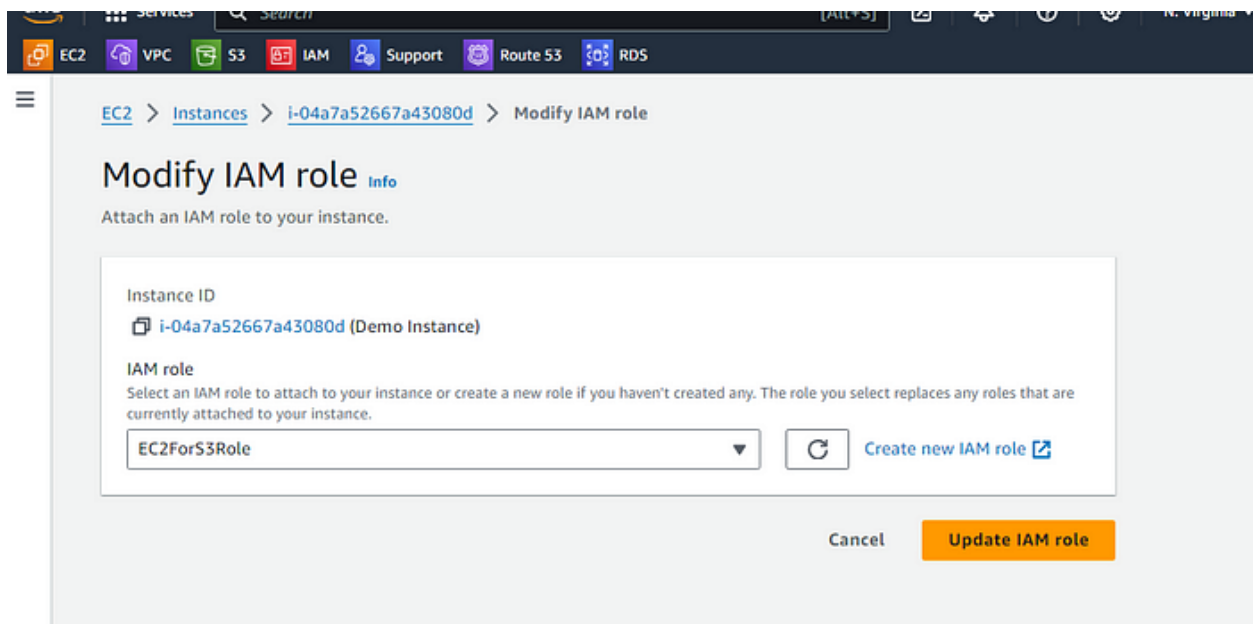 aws Services Search [Alt+S] N. Virginia
EC2 VPC S3 IAM Support Route 53 RDS
EC2 > Instances > i-04a7a52667a43080d > Modify IAM role
Modify IAM role Info
Attach an IAM role to your instance.
Instance ID
i-04a7a52667a43080d (Demo Instance)
IAM role
Select an IAM role to attach to your instance or create a new role if you haven't created any. The role you select replaces any roles that are
currently attached to your instance.
EC2ForS3Role Create new IAM role
Cancel Update IAM role